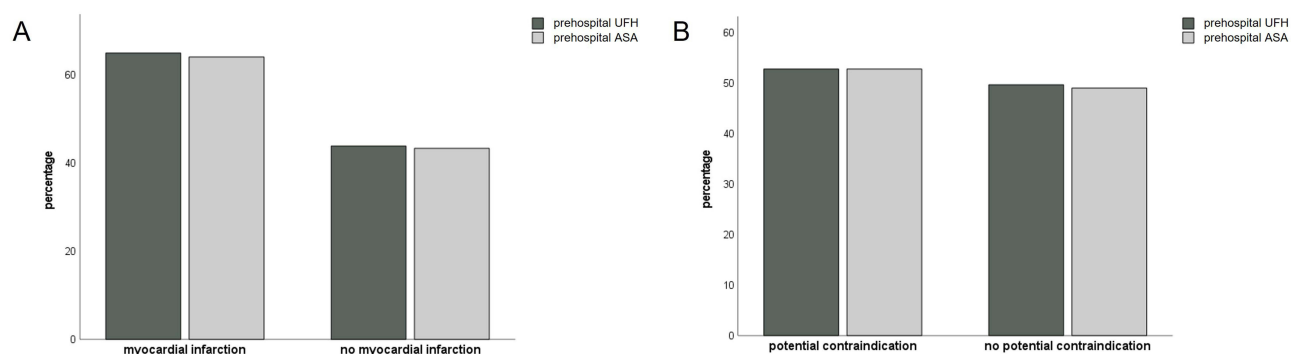 A
prehospital UFH
prehospital ASA
percentage
60
40
20
0
myocardial infarction
no myocardial infarction
B
prehospital UFH
prehospital ASA
percentage
60
50
40
30
20
10
0
potential contraindication
no potential contraindication